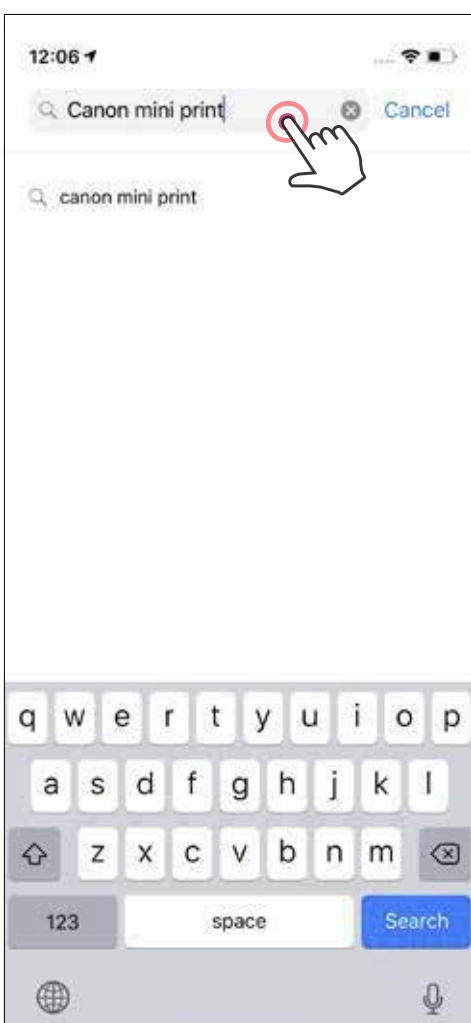 12:06
Canon mini print Cancel
canon mini print
q w e r t y u i o p
a s d f g h j k l
z x c v b n m
123 space Search